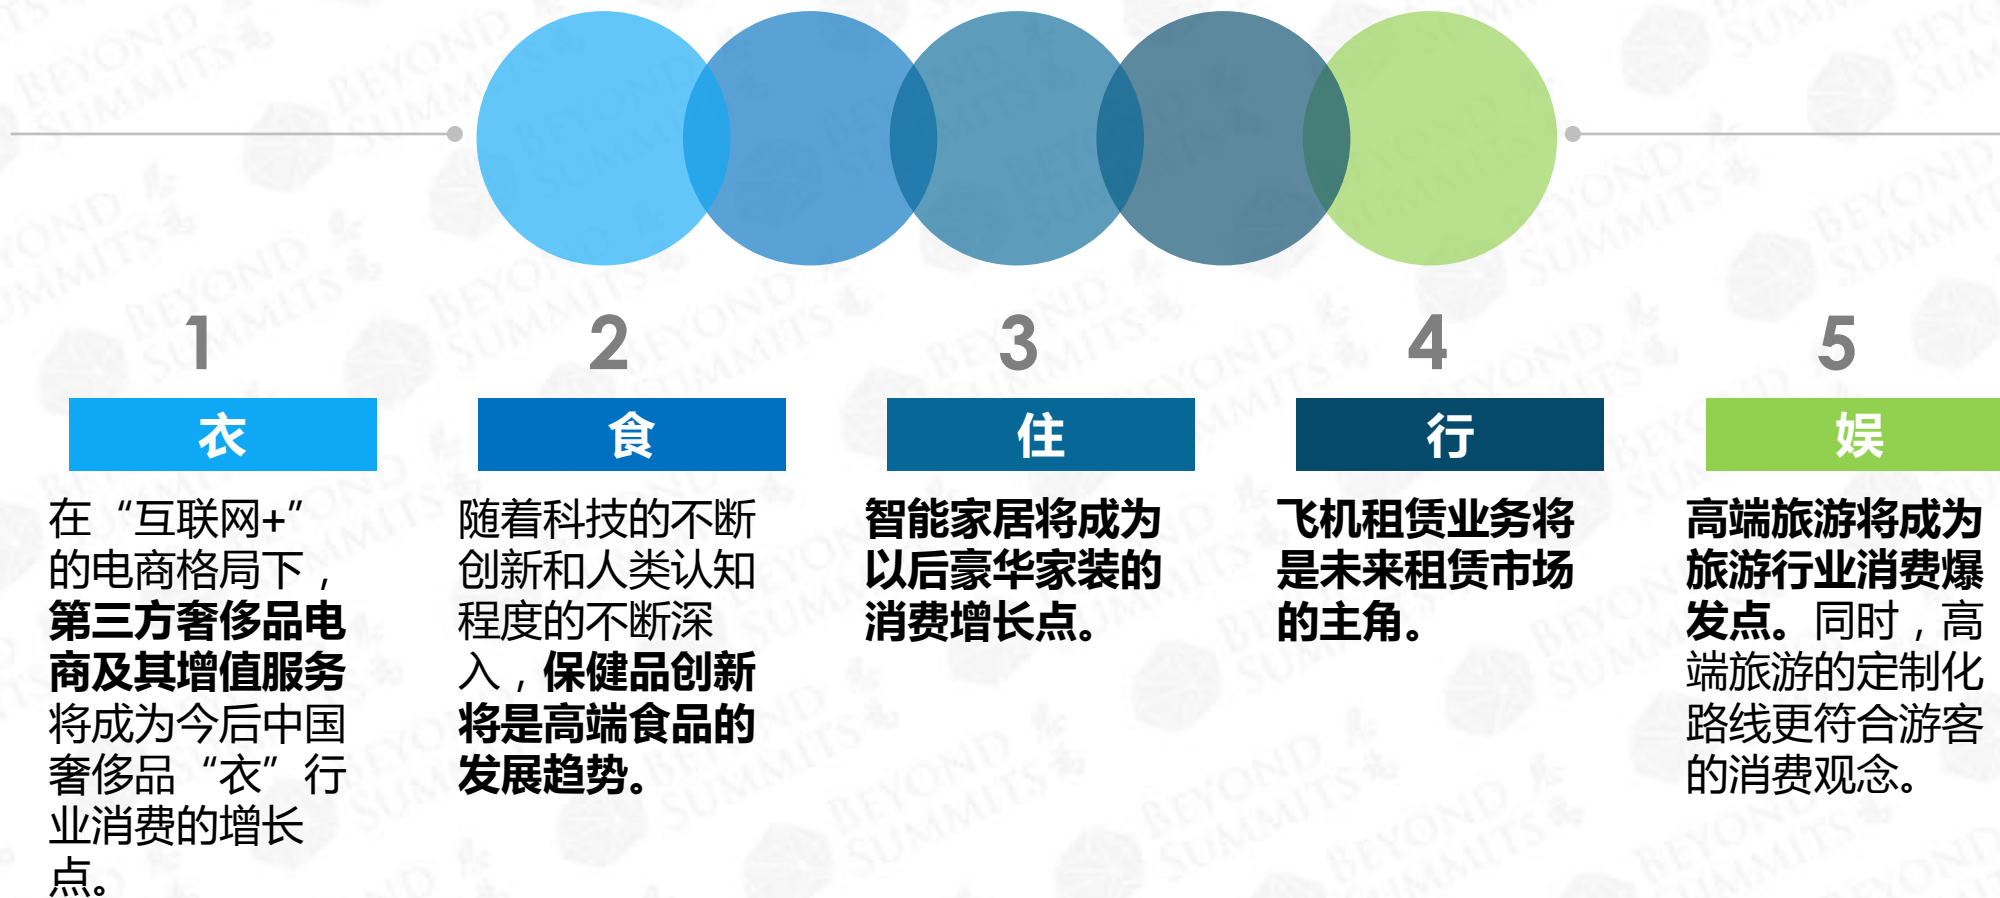 1
衣
在“互联网+”
的电商格局下，
第三方奢侈品电
商及其增值服务
将成为今后中国
奢侈品“衣”行
业消费的增长
点。
2
食
随着科技的不断
创新和人类认知
程度的不断深
入，保健品创新
将是高端食品的
发展趋势。
3
住
智能家居将成为
以后豪华家装的
消费增长点。
4
行
飞机租赁业务将
是未来租赁市场
的主角。
5
娱
高端旅游将成为
旅游行业消费爆
发点。同时，高
端旅游的定制化
路线更符合游客
的消费观念。
BEYOND
SUMMITS